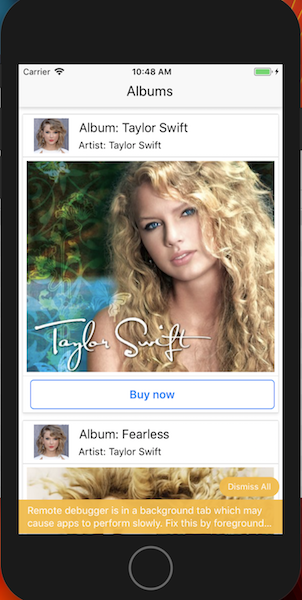 Carrier 10:48 AM
Albums
Album: Taylor Swift
Artist: Taylor Swift
Taylor Swift
Buy now
Album: Fearless
Artist: Taylor Swift
Dismiss All
Remote debugger is in a background tab which may
cause apps to perform slowly. Fix this by foreground...